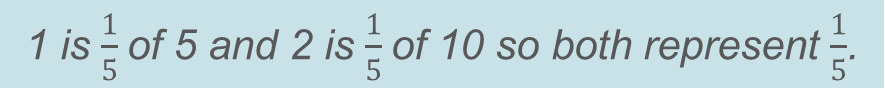 1 is 1/5 of 5 and 2 is 1/5 of 10 so both represent 1/5.